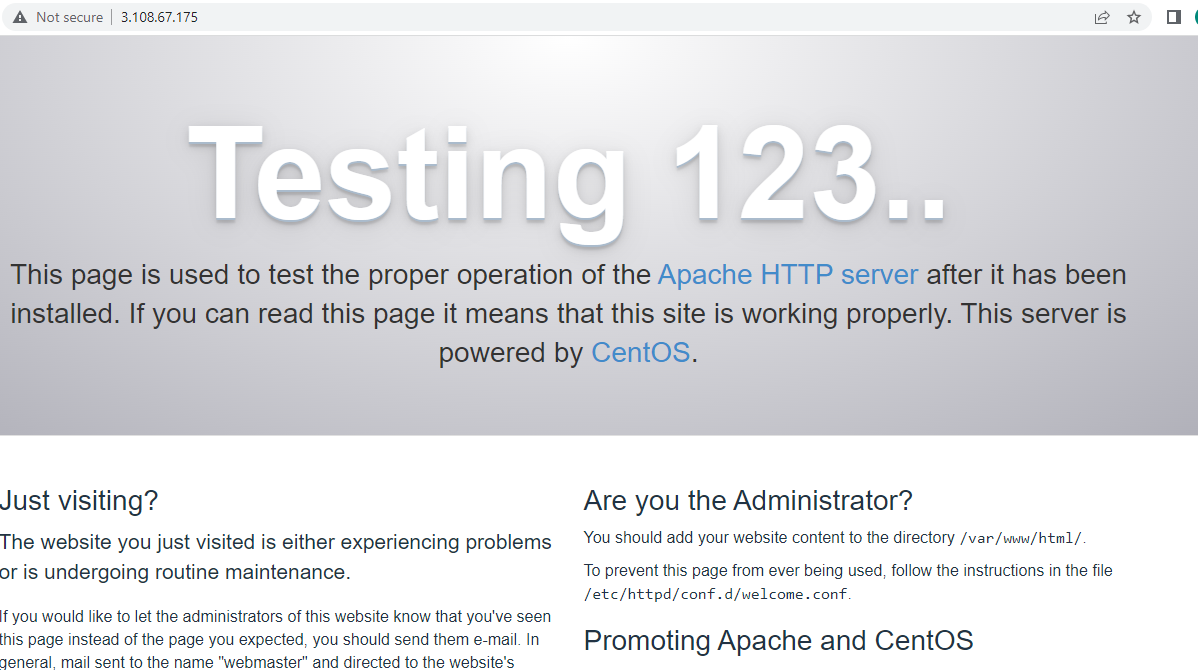 Not secure 3.108.67.175
Testing 123..
This page is used to test the proper operation of the Apache HTTP server after it has been
installed. If you can read this page it means that this site is working properly. This server is
powered by CentOS.
Just visiting?
The website you just visited is either experiencing problems
or is undergoing routine maintenance.
If you would like to let the administrators of this website know that you've seen
this page instead of the page you expected, you should send them e-mail. In
general, mail sent to the name "webmaster" and directed to the website's
Are you the Administrator?
You should add your website content to the directory /var/www/html/.
To prevent this page from ever being used, follow the instructions in the file
/etc/httpd/conf.d/welcome.conf.
Promoting Apache and CentOS